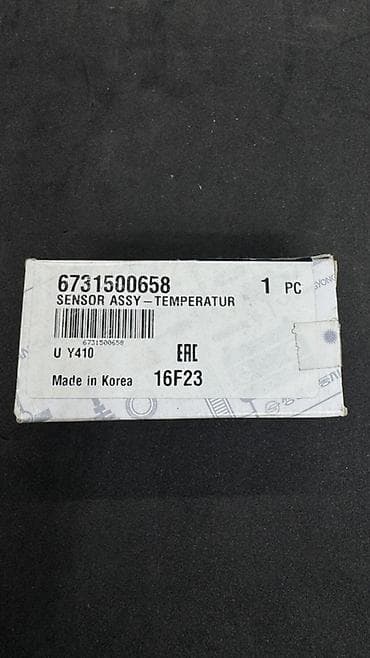 6731500658 1 PC
SENSOR ASSY-TEMPERATUR
6731500658
U Y410 EAC
Made in Korea 16F23